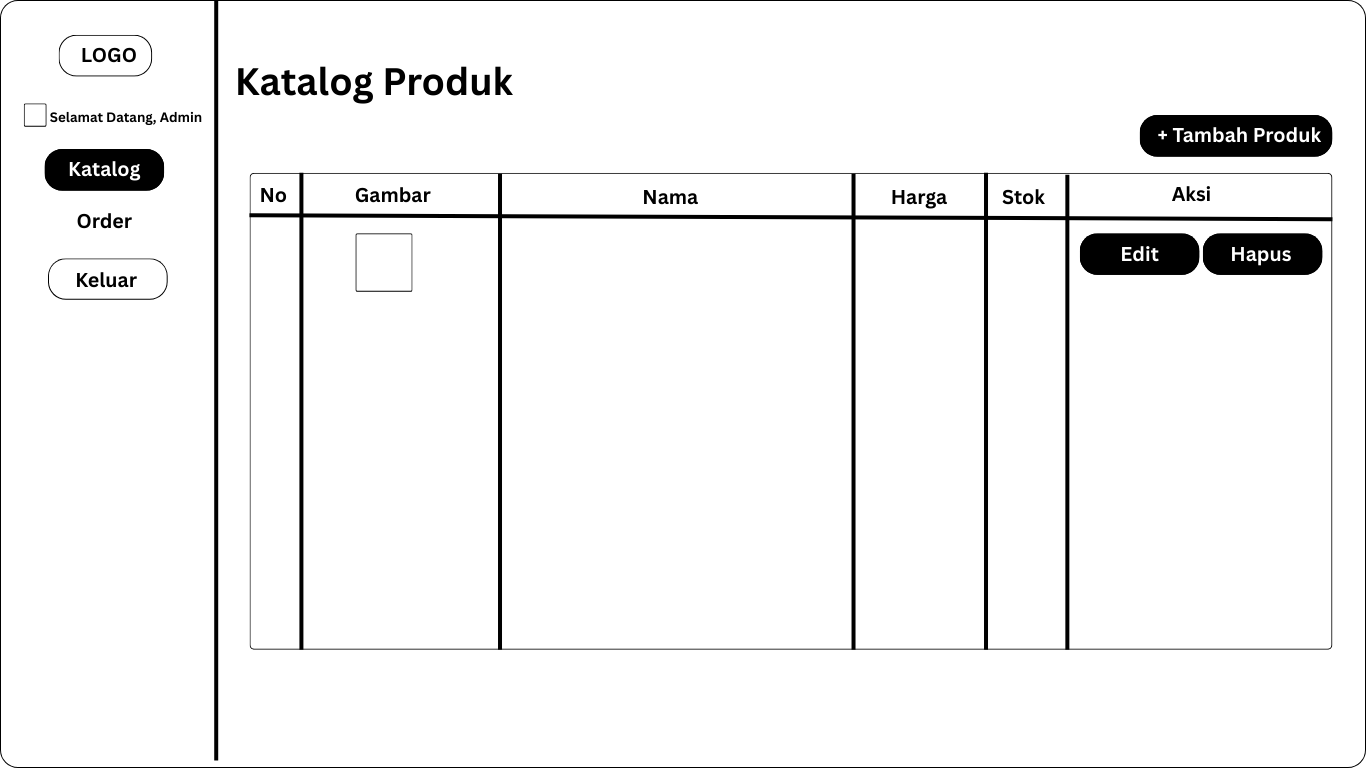 LOGO
Selamat Datang, Admin
Katalog
Order
Keluar
Katalog Produk
+ Tambah Produk
No Gambar Nama Harga Stok Aksi
Edit Hapus